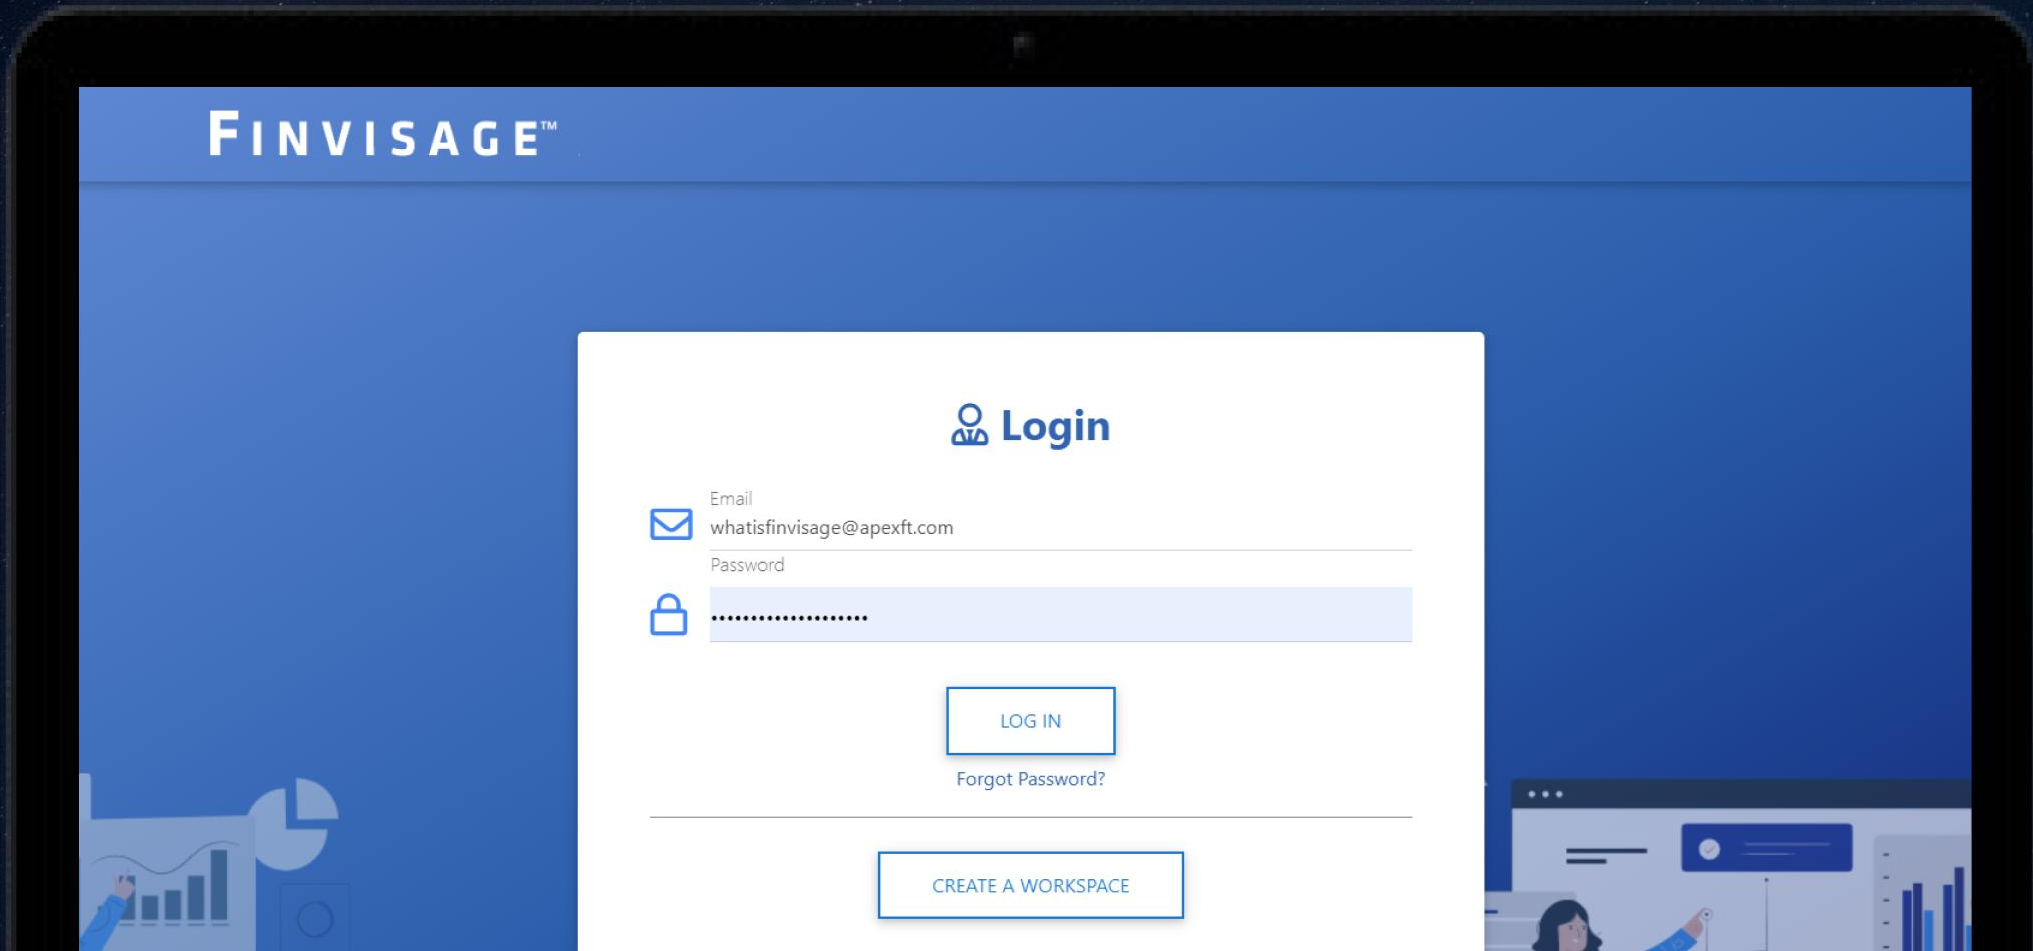 FINVISAGE™
Login
Email
whatisfinvisage@apexft.com
Password
••••••••••••••••••••
LOG IN
Forgot Password?
CREATE A WORKSPACE